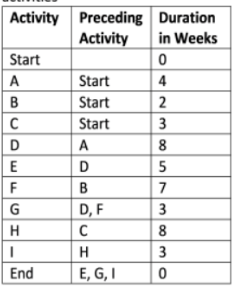 activities
Activity Preceding Duration
Activity in Weeks
Start 0
A Start 4
B Start 2
C Start 3
D A 8
E D 5
F B 7
G D, F 3
H C 8
I H 3
End E, G, I 0